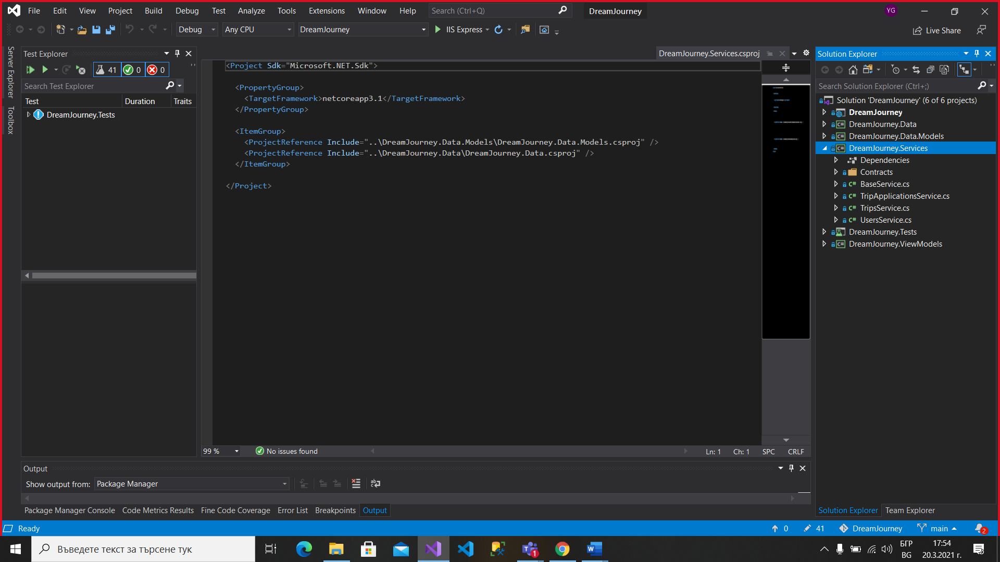 File Edit View Project Build Debug Test Analyze Tools Extensions Window Help Search (Ctrl+Q) DreamJourney YG
Debug Any CPU DreamJourney IIS Express Live Share
Server Explorer
Toolbox
Test Explorer
41 0 0
Search Test Explorer
Test Duration Traits
DreamJourney.Tests
DreamJourney.Services.csproj
<Project Sdk="Microsoft.NET.Sdk">
<PropertyGroup>
<TargetFramework>netcoreapp3.1</TargetFramework>
</PropertyGroup>
<ItemGroup>
<ProjectReference Include="..\DreamJourney.Data.Models\DreamJourney.Data.Models.csproj" />
<ProjectReference Include="..\DreamJourney.Data\DreamJourney.Data.csproj" />
</ItemGroup>
</Project>
99 % No issues found Ln: 1 Ch: 1 SPC CRLF
Solution Explorer
Search Solution Explorer (Ctrl+;)
Solution 'DreamJourney' (6 of 6 projects)
DreamJourney
C# DreamJourney.Data
C# DreamJourney.Data.Models
C# DreamJourney.Services
Dependencies
Contracts
C# BaseService.cs
C# TripApplicationsService.cs
C# TripsService.cs
C# UsersService.cs
DreamJourney.Tests
C# DreamJourney.ViewModels
Output
Show output from: Package Manager
Package Manager Console Code Metrics Results Fine Code Coverage Error List Breakpoints Output
Solution Explorer Team Explorer
Ready 0 41 DreamJourney main 2
Въведете текст за търсене тук
1
W
БГР
BG
17:54
20.3.2021 г.